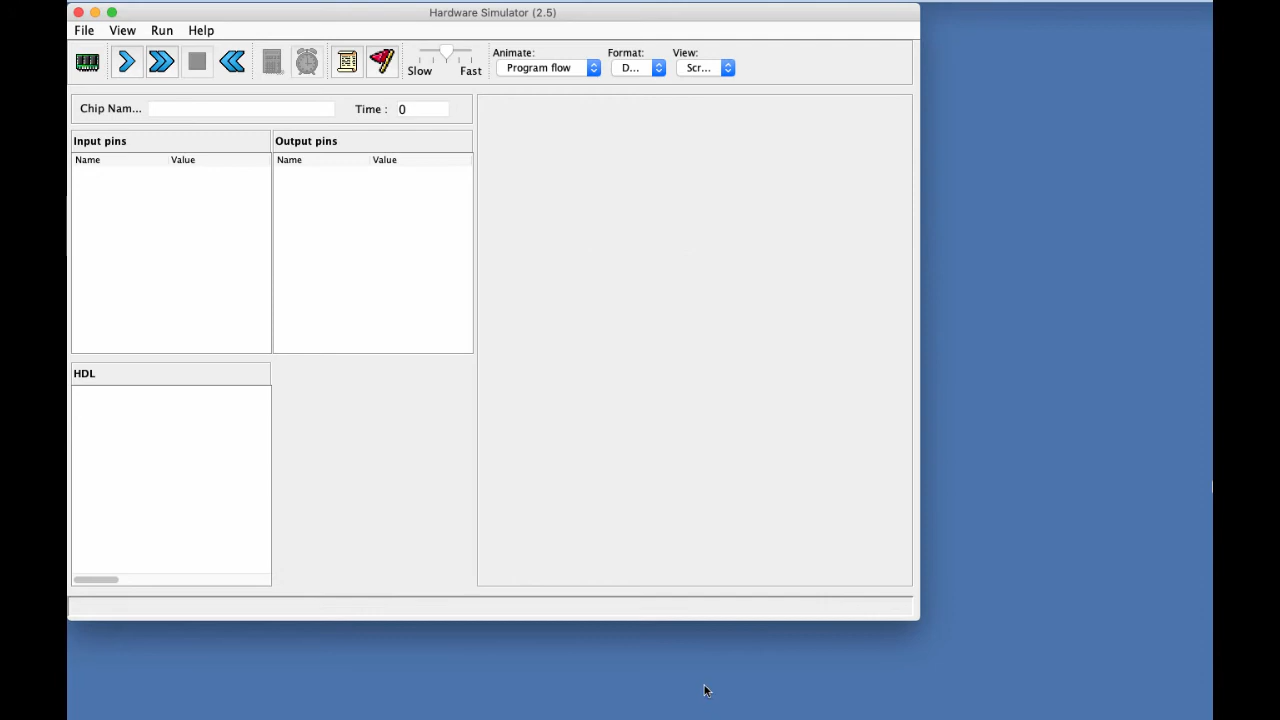 Hardware Simulator (2.5)
File View Run Help
Slow Fast
Animate: Format: View:
Program flow D... Scr...
Chip Nam... Time : 0
Input pins Output pins
Name Value Name Value
HDL